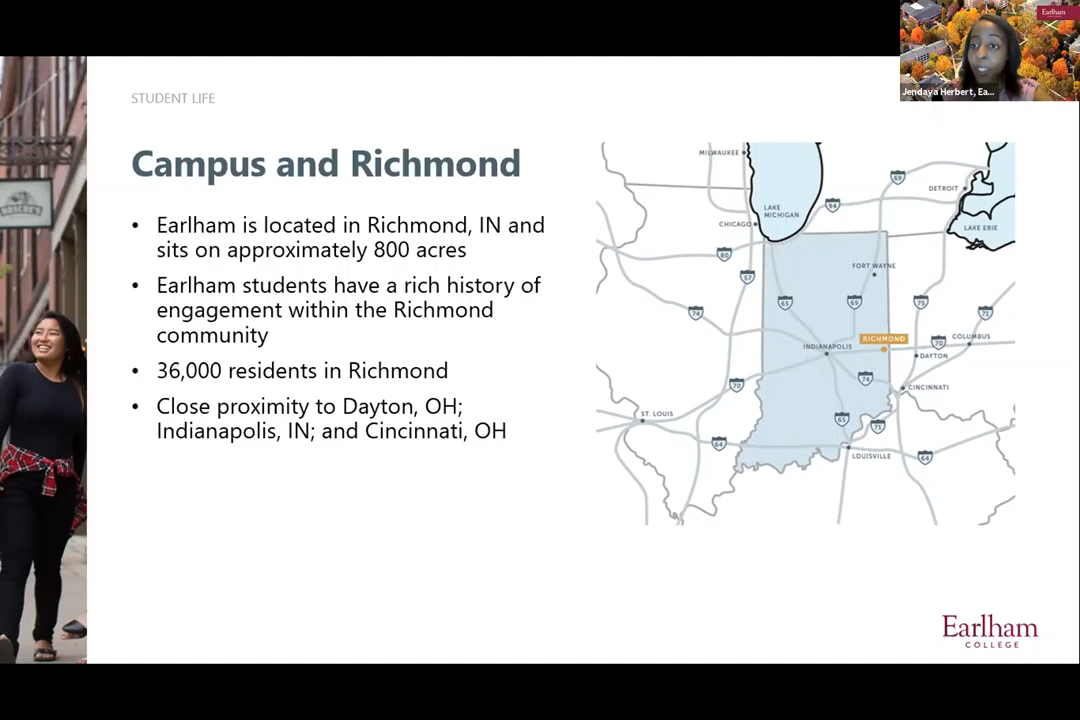 Earlham
COLLEGE
Jendaya Herbert, Ea...
STUDENT LIFE
Campus and Richmond
• Earlham is located in Richmond, IN and
sits on approximately 800 acres
• Earlham students have a rich history of
engagement within the Richmond
community
• 36,000 residents in Richmond
• Close proximity to Dayton, OH;
Indianapolis, IN; and Cincinnati, OH
MILWAUKEE
69
DETROIT
94
LAKE
MICHIGAN
CHICAGO
LAKE ERIE
80
57
FORT WAYNE
65
69
75
74
71
RICHMOND
COLUMBUS
70
INDIANAPOLIS
DAYTON
74
70
CINCINNATI
ST. LOUIS
65
71
64
LOUISVILLE
64
Earlham
COLLEGE